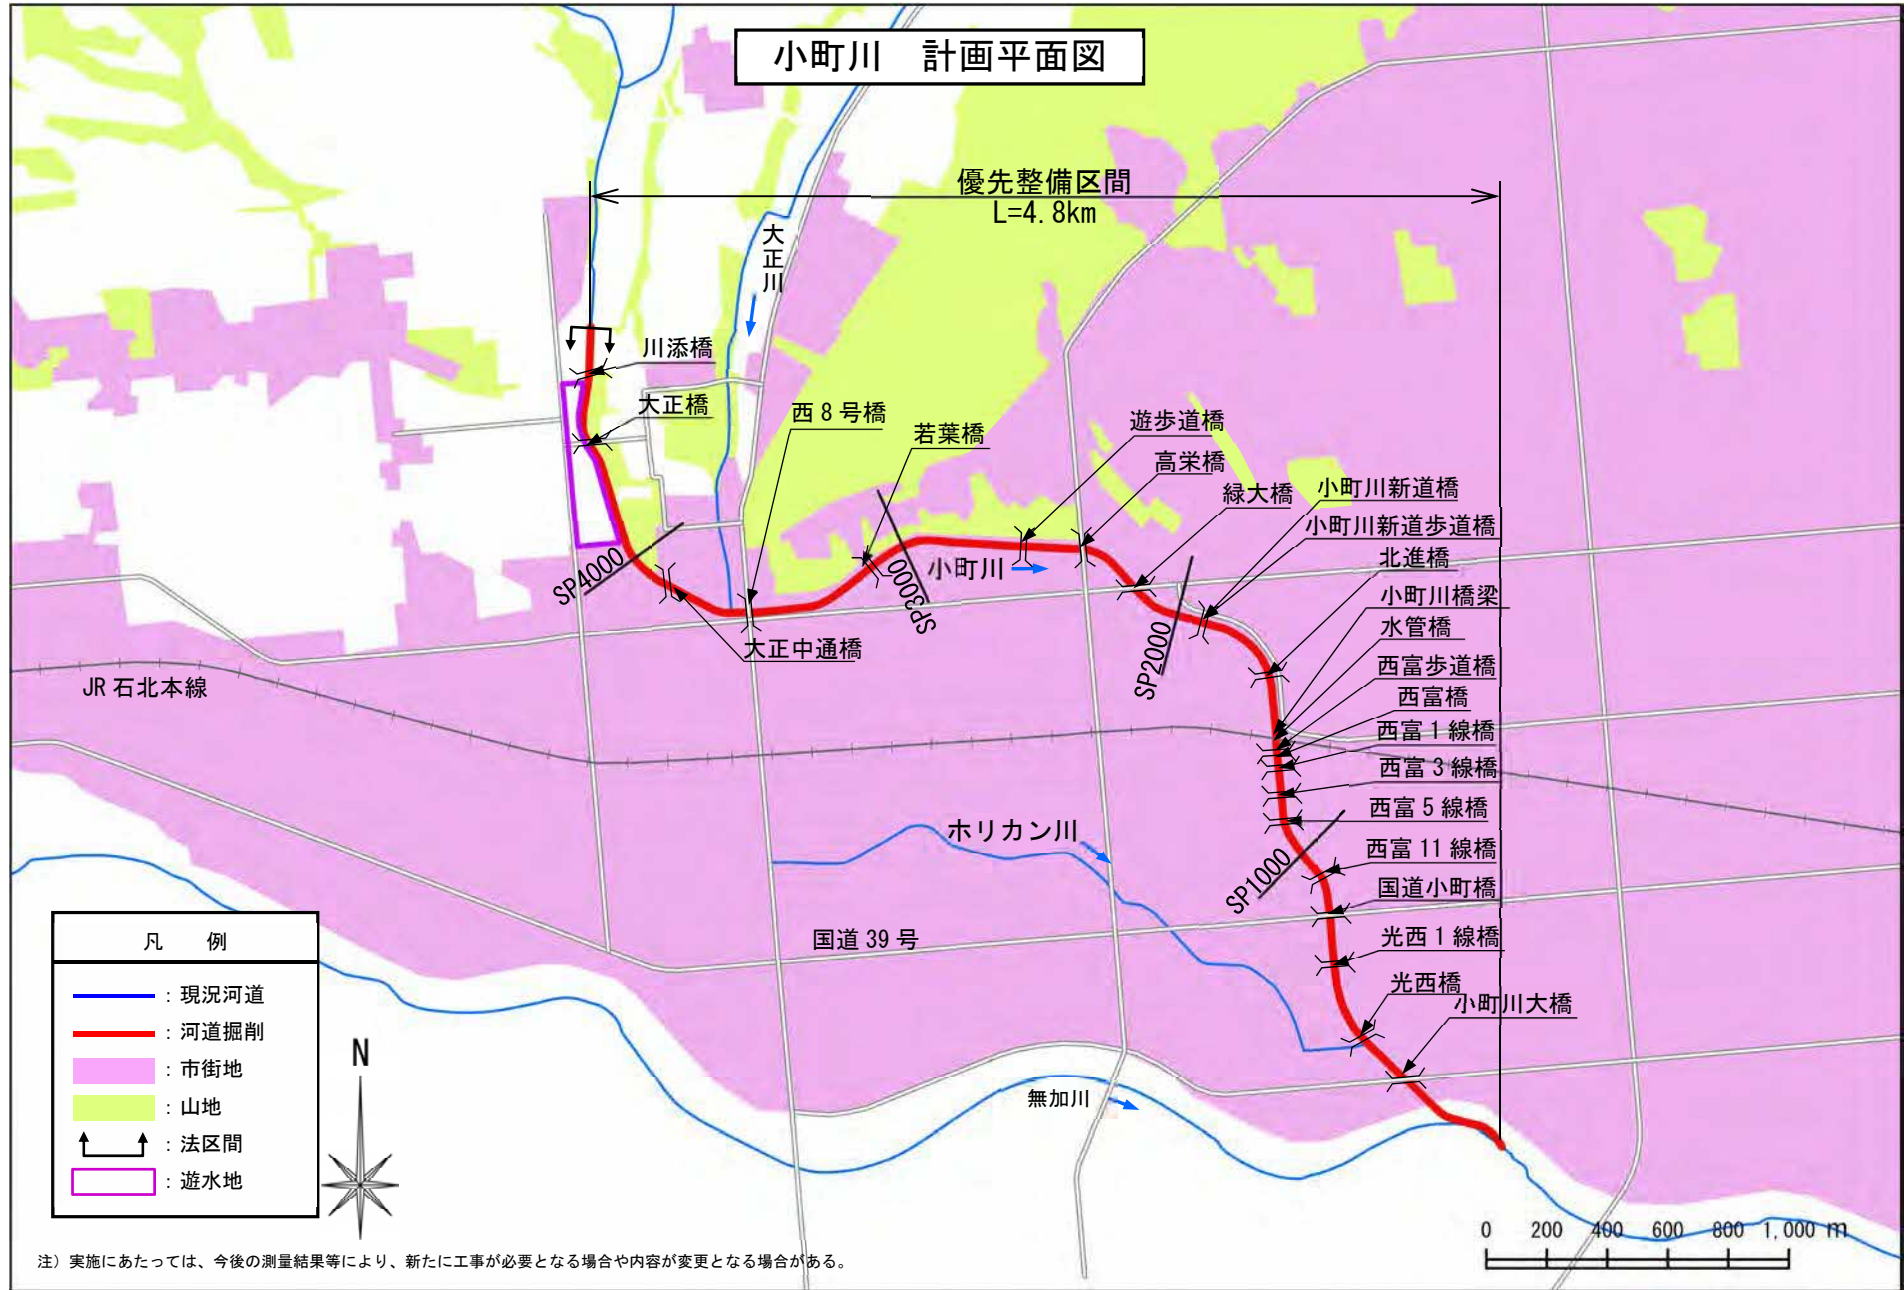 小町川　計画平面図
優先整備区間
L=4.8km
大正川
川添橋
大正橋
西8号橋
若葉橋
遊歩道橋
高栄橋
緑大橋
小町川新道橋
小町川新道歩道橋
北進橋
小町川橋梁
水管橋
西富歩道橋
西富橋
西富1線橋
西富3線橋
西富5線橋
西富11線橋
国道小町橋
光西1線橋
光西橋
小町川大橋
SP4000
SP3000
SP2000
SP1000
小町川
大正中通橋
JR石北本線
ホリカン川
国道39号
無加川
凡　例
：現況河道
：河道掘削
：市街地
：山地
：法区間
：遊水地
N
0 200 400 600 800 1,000 m
注）実施にあたっては、今後の測量結果等により、新たに工事が必要となる場合や内容が変更となる場合がある。